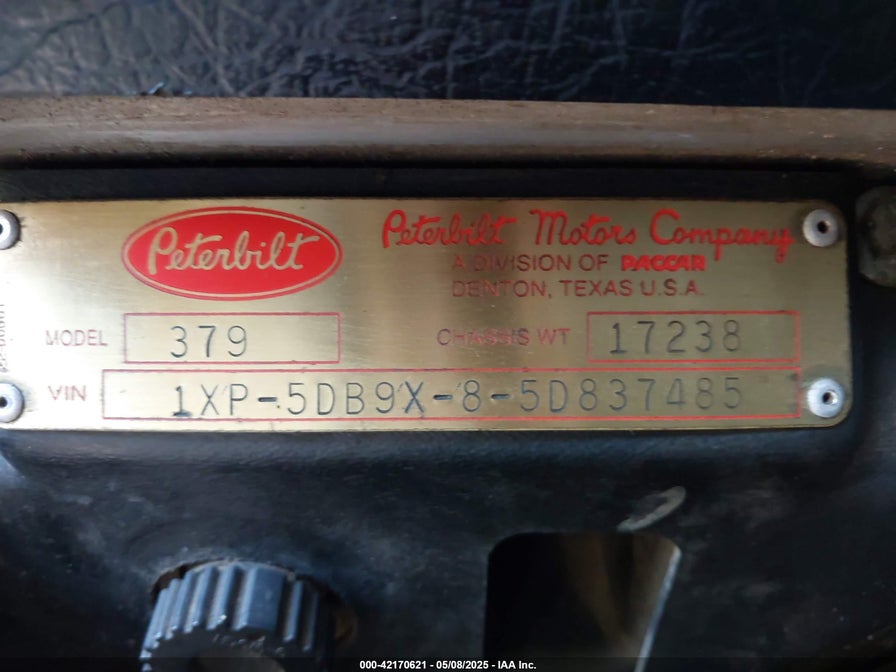 Peterbilt
Peterbilt Motors Company
A DIVISION OF PACCAR
DENTON, TEXAS U.S.A.
MODEL 379 CHASSIS WT 17238
VIN 1XP-5DB9X-8-5D837485
000-42170621 - 05/08/2025 - IAA Inc.